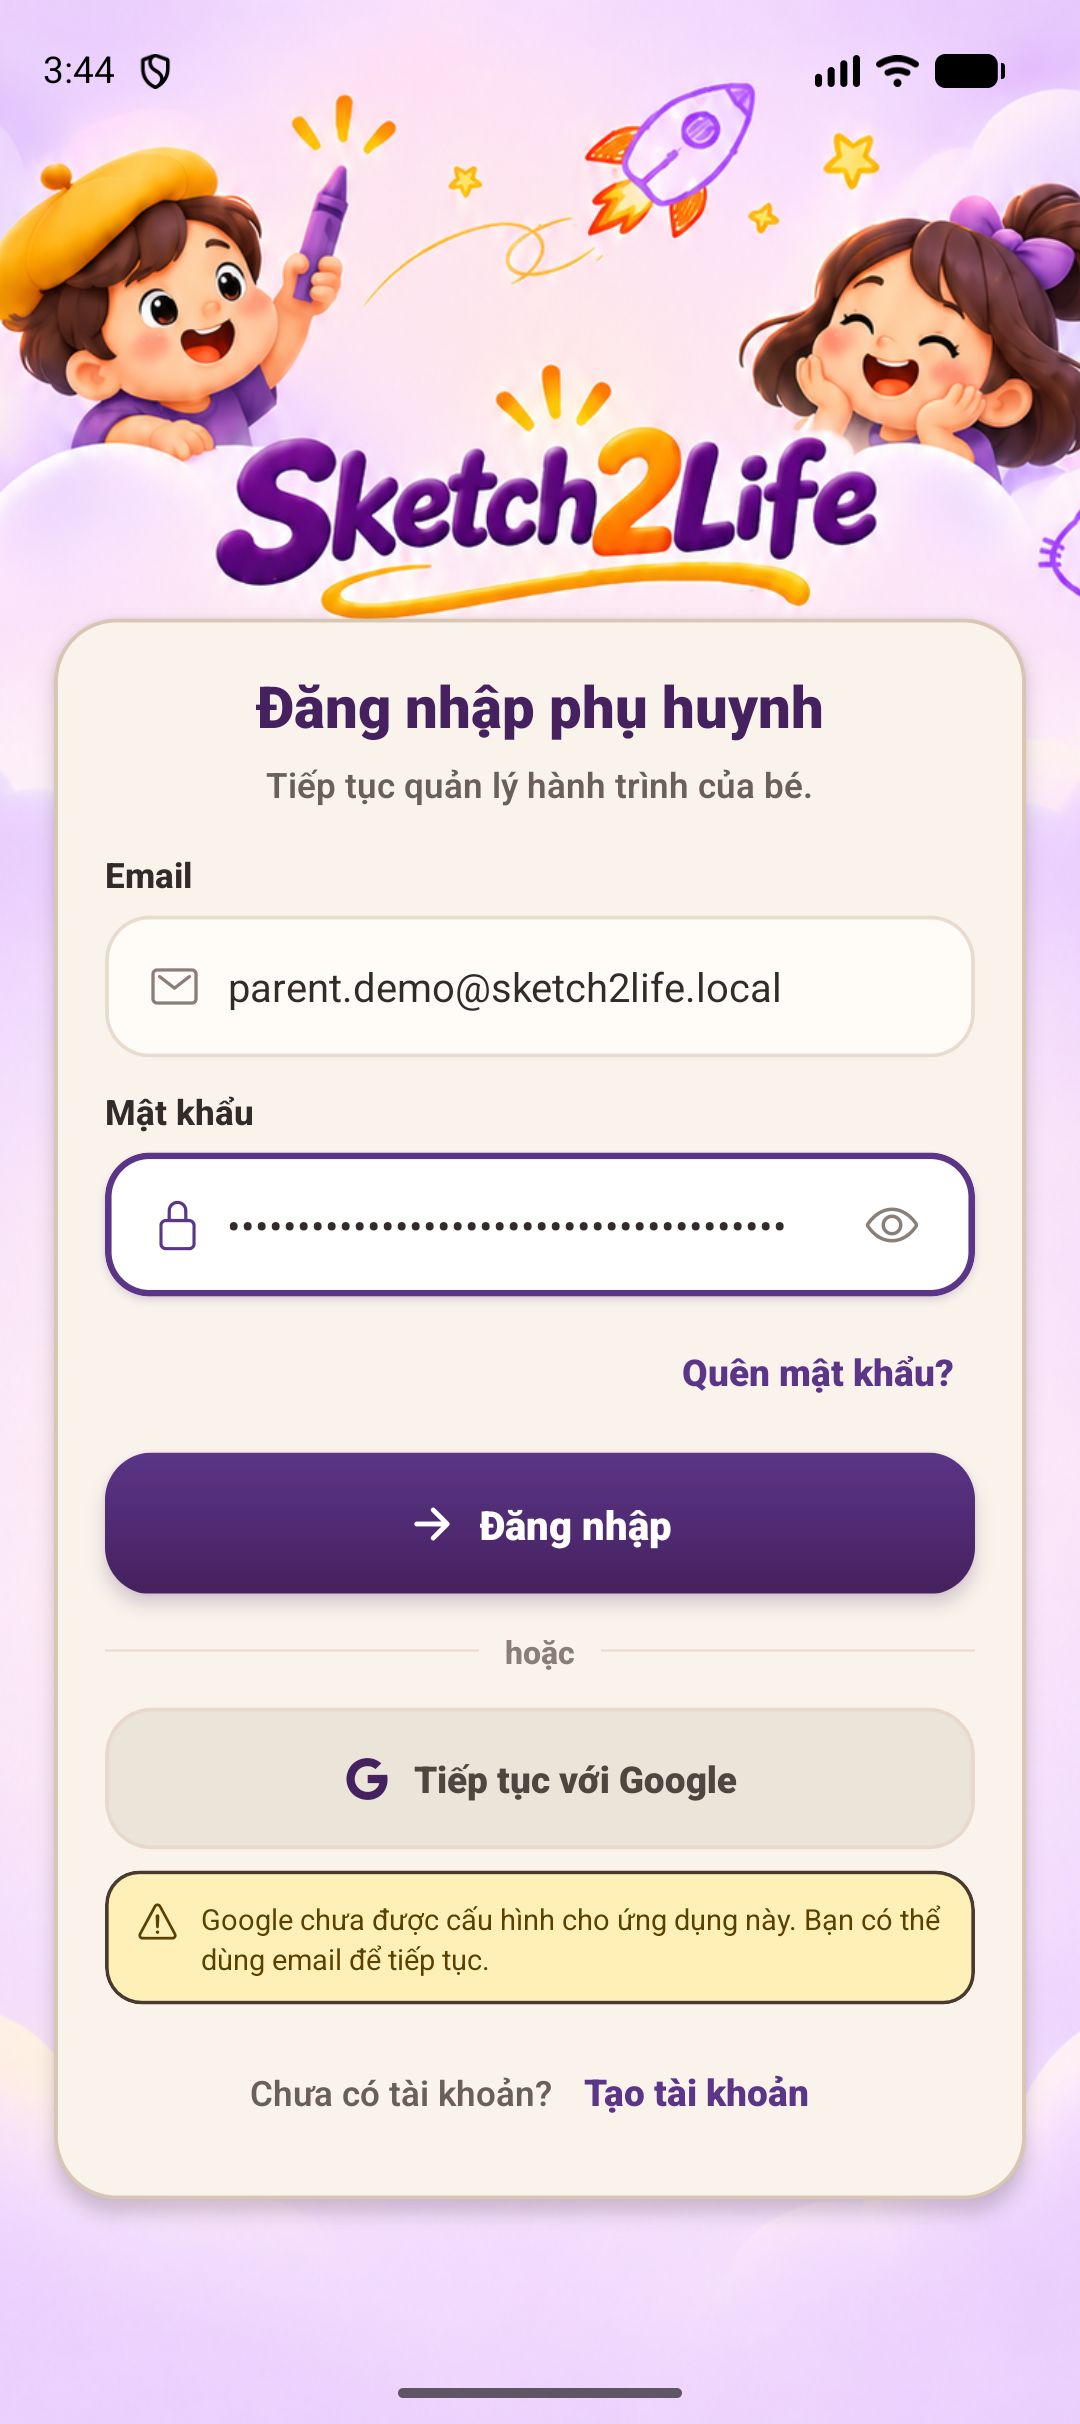 3:44
Sketch2Life
Đăng nhập phụ huynh
Tiếp tục quản lý hành trình của bé.
Email
parent.demo@sketch2life.local
Mật khẩu
••••••••••••••••••••••••••••••••••••••••
Quên mật khẩu?
Đăng nhập
hoặc
G Tiếp tục với Google
Google chưa được cấu hình cho ứng dụng này. Bạn có thể
dùng email để tiếp tục.
Chưa có tài khoản? Tạo tài khoản